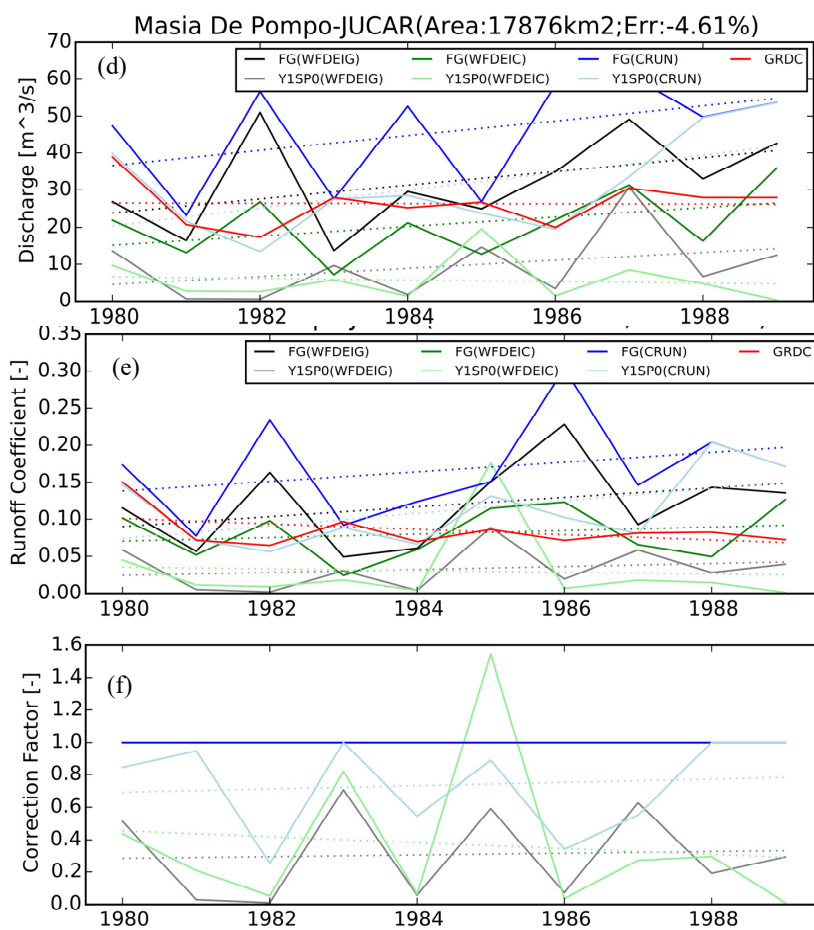 Masia De Pompo-JUCAR(Area:17876km2;Err:-4.61%)
(d)
FG(WFDEIG) FG(WFDEIC) FG(CRUN) GRDC
Y1SP0(WFDEIG) Y1SP0(WFDEIC) Y1SP0(CRUN)
Discharge [m^3/s]
70
60
50
40
30
20
10
0
1980 1982 1984 1986 1988
(e)
FG(WFDEIG) FG(WFDEIC) FG(CRUN) GRDC
Y1SP0(WFDEIG) Y1SP0(WFDEIC) Y1SP0(CRUN)
Runoff Coefficient [-]
0.35
0.30
0.25
0.20
0.15
0.10
0.05
0.00
1980 1982 1984 1986 1988
(f)
Correction Factor [-]
1.6
1.4
1.2
1.0
0.8
0.6
0.4
0.2
0.0
1980 1982 1984 1986 1988